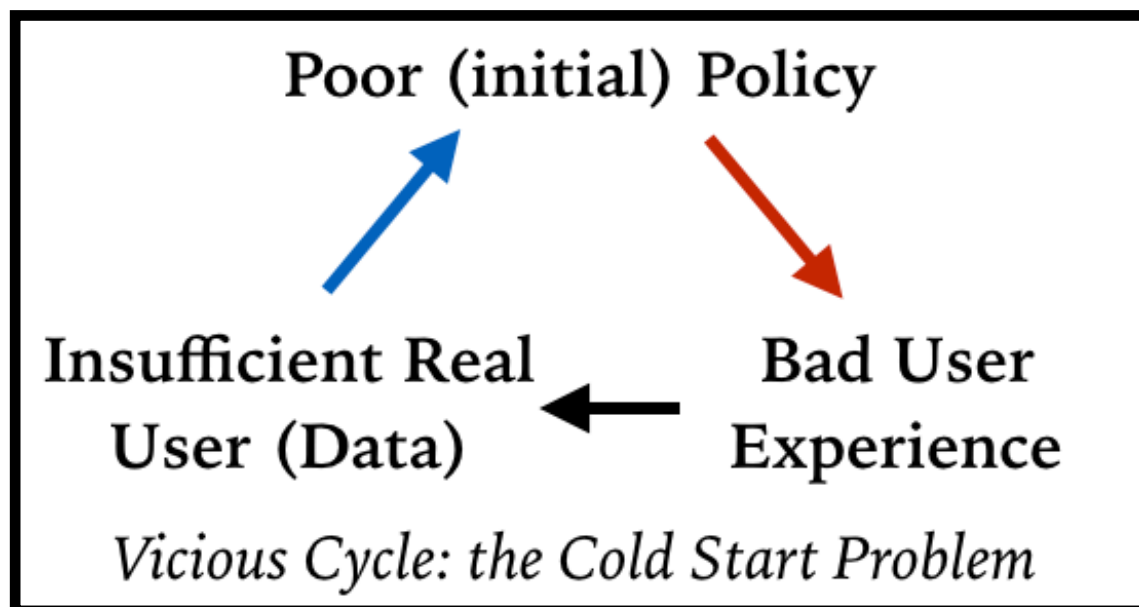 Poor (initial) Policy
Insufficient Real
User (Data)
Bad User
Experience
Vicious Cycle: the Cold Start Problem